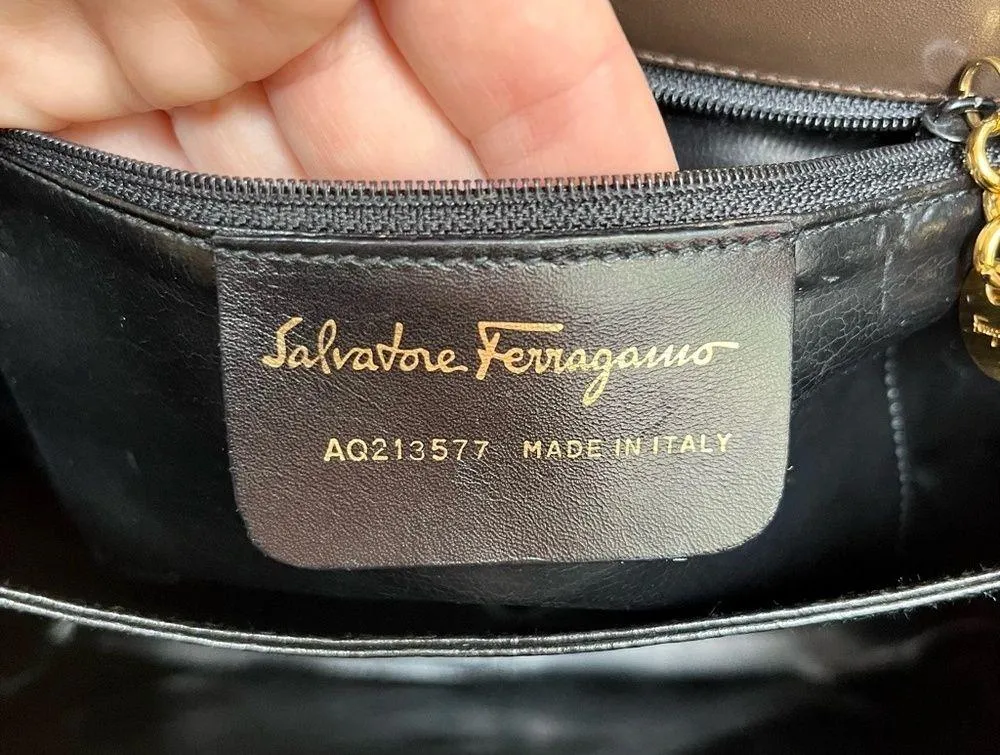 Salvatore Ferragamo
AQ213577 MADE IN ITALY